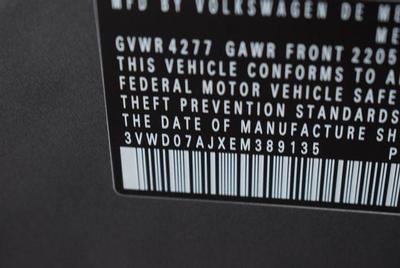 MFD BY VOLKSWAGEN DE ME
ME
GVWR 4277 GAWR FRONT 2205
THIS VEHICLE CONFORMS TO A
FEDERAL MOTOR VEHICLE SAFE
THEFT PREVENTION STANDARDS
THE DATE OF MANUFACTURE SH
3VWD07AJXEM389135 P